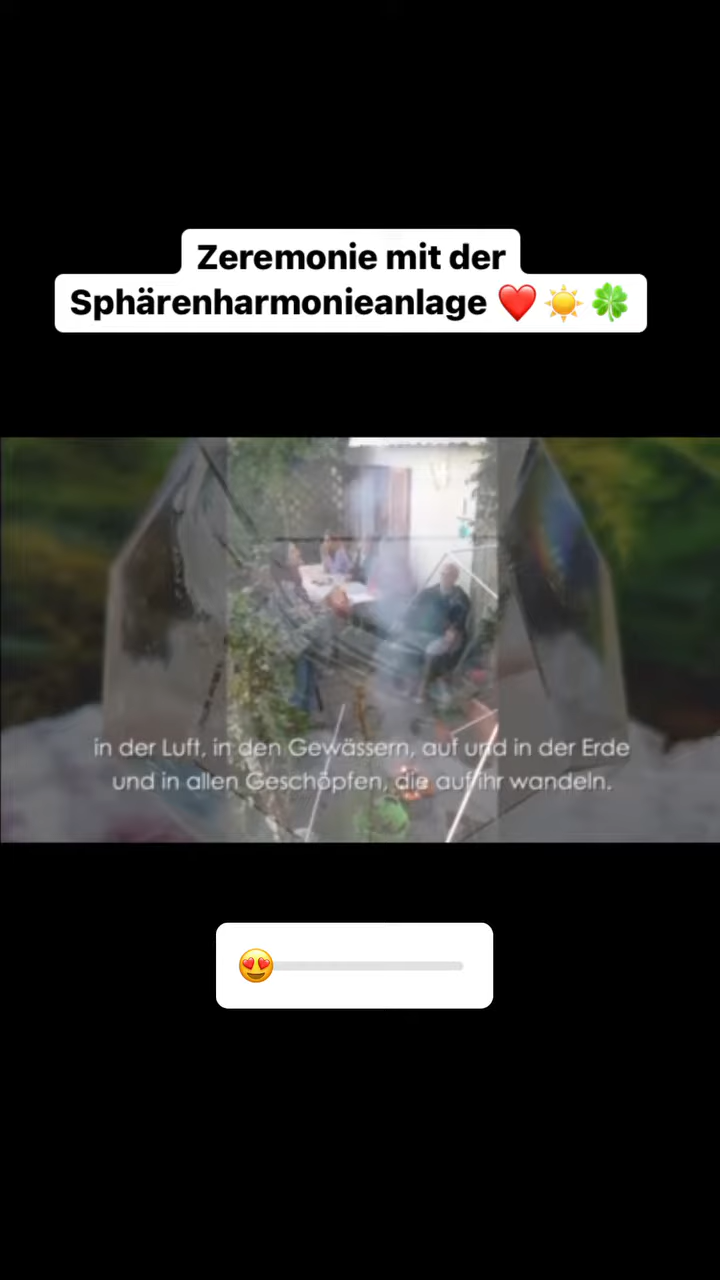 Zeremonie mit der
Sphärenharmonieanlage ❤️☀️🍀
in der Luft, in den Gewässern, auf und in der Erde
und in allen Geschöpfen, die auf ihr wandeln.